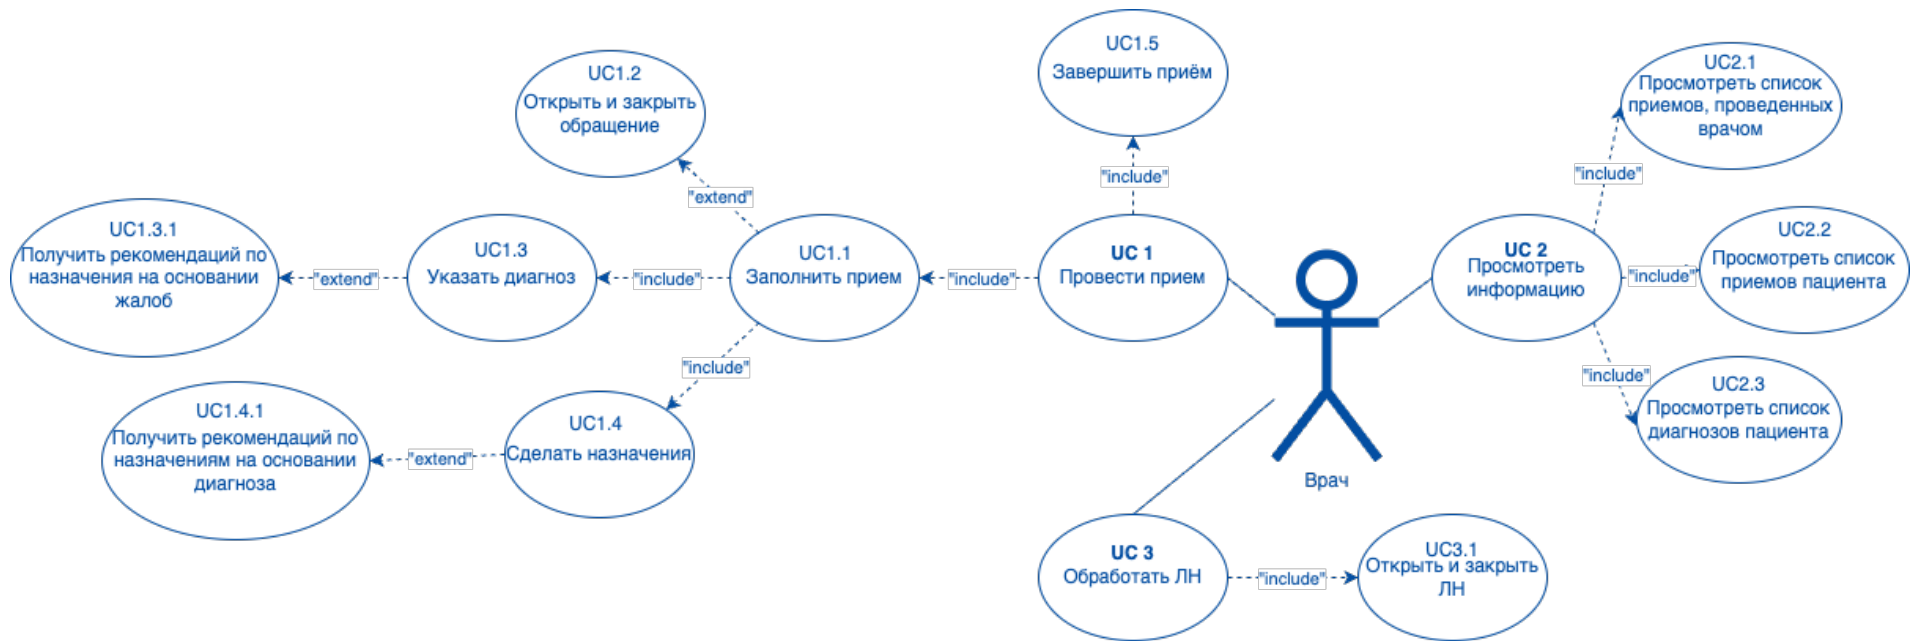 UC1.5
Завершить приём
"include"
UC1.2
Открыть и закрыть
обращение
"extend"
UC1.3.1
Получить рекомендаций по
назначения на основании
жалоб
"extend"
UC1.3
Указать диагноз
"include"
UC1.1
Заполнить прием
"include"
UC 1
Провести прием
"include"
UC1.4
Сделать назначения
"extend"
UC1.4.1
Получить рекомендаций по
назначениям на основании
диагноза
Врач
UC 2
Просмотреть
информацию
"include"
UC2.1
Просмотреть список
приемов, проведенных
врачом
"include"
UC2.2
Просмотреть список
приемов пациента
"include"
UC2.3
Просмотреть список
диагнозов пациента
UC 3
Обработать ЛН
"include"
UC3.1
Открыть и закрыть
ЛН